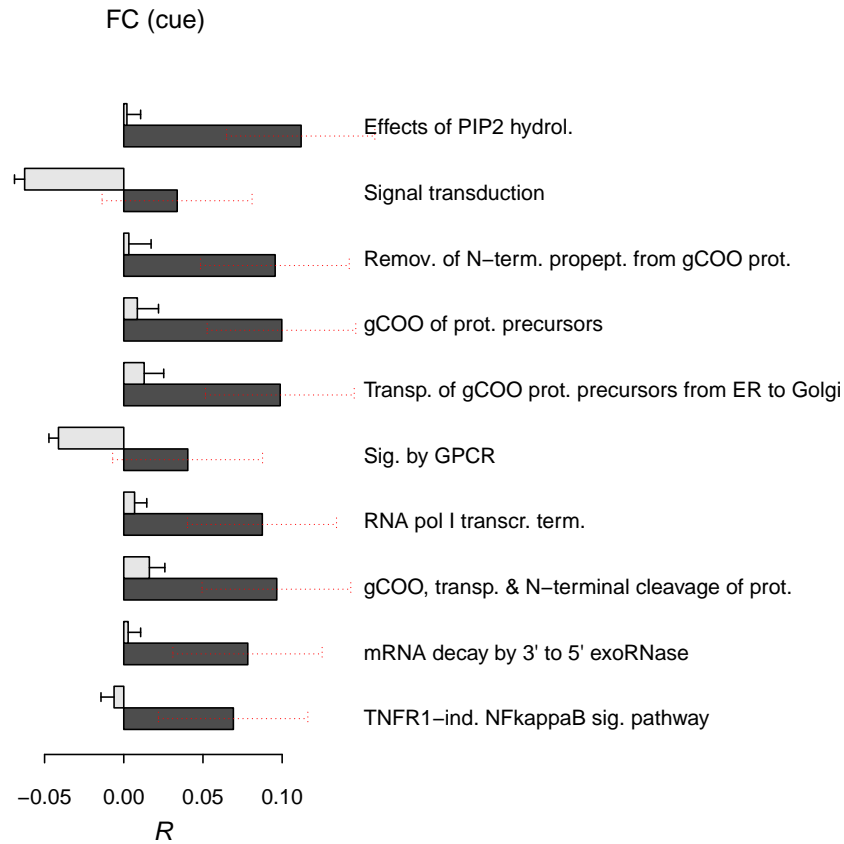 FC (cue)
Effects of PIP2 hydrol.
Signal transduction
Remov. of N−term. propept. from gCOO prot.
gCOO of prot. precursors
Transp. of gCOO prot. precursors from ER to Golgi
Sig. by GPCR
RNA pol I transcr. term.
gCOO, transp. & N−terminal cleavage of prot.
mRNA decay by 3' to 5' exoRNase
TNFR1−ind. NFkappaB sig. pathway
−0.05 0.00 0.05 0.10
R